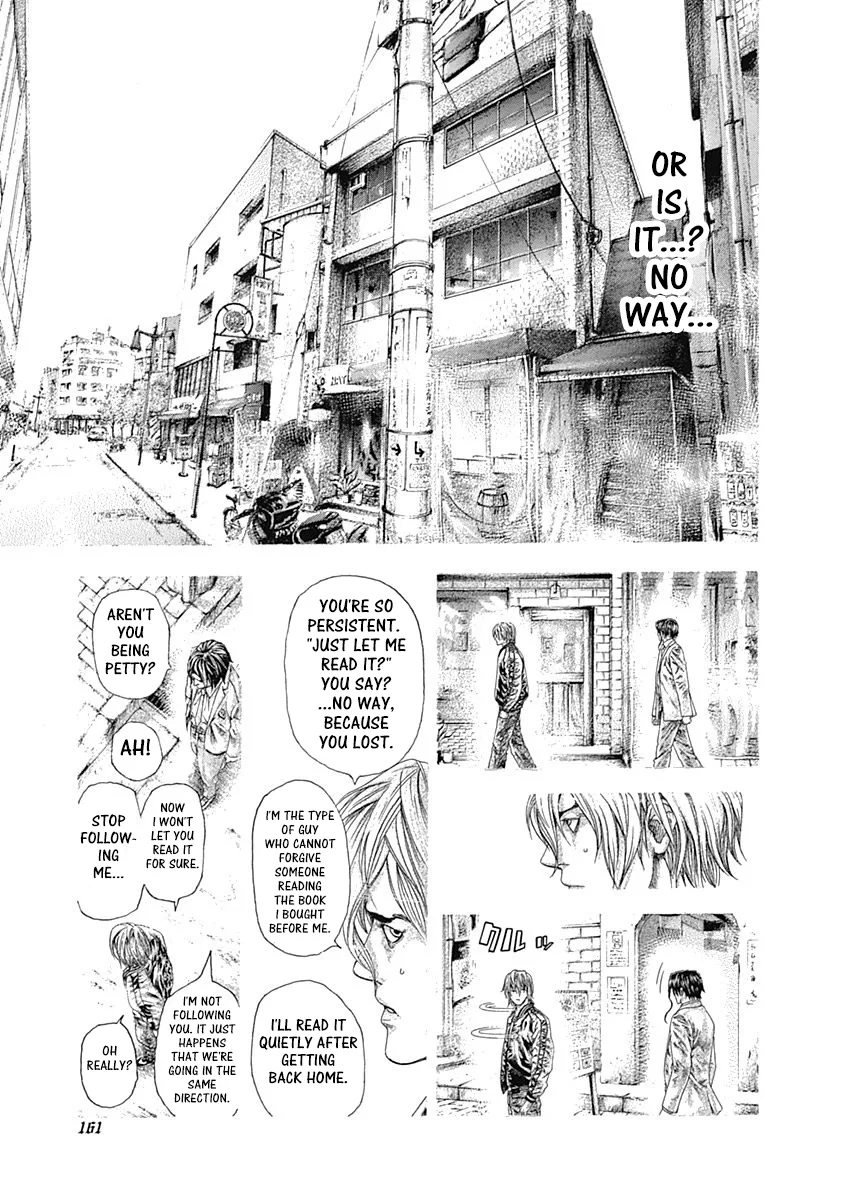 OR
IS
IT...?
NO
WAY...
クルッ
YOU'RE SO
PERSISTENT.
"JUST LET ME
READ IT?"
YOU SAY?
...NO WAY,
BECAUSE
YOU LOST.
I'M THE TYPE
OF GUY
WHO CANNOT
FORGIVE
SOMEONE
READING
THE BOOK
I BOUGHT
BEFORE ME.
I'LL READ IT
QUIETLY AFTER
GETTING
BACK HOME.
AREN'T
YOU
BEING
PETTY?
AH!
NOW
I WON'T
LET YOU
READ IT
FOR SURE.
STOP
FOLLOW-
ING
ME...
I'M NOT
FOLLOWING
YOU. IT JUST
HAPPENS
THAT WE'RE
GOING IN THE
SAME
DIRECTION.
OH
REALLY?
161